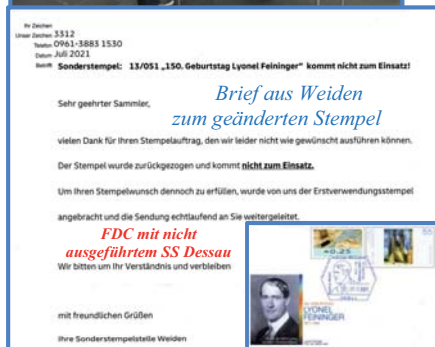 Ihr Zeichen
Unser Zeichen 3312
Telefon 0961-3883 1530
Datum Juli 2021
Betrifft Sonderstempel: 13/051 „150. Geburtstag Lyonel Feininger“ kommt nicht zum Einsatz!
Sehr geehrter Sammler,
Brief aus Weiden
zum geänderten Stempel
vielen Dank für Ihren Stempelauftrag, den wir leider nicht wie gewünscht ausführen können.
Der Stempel wurde zurückgezogen und kommt nicht zum Einsatz.
Um Ihren Stempelwunsch dennoch zu erfüllen, wurde von uns der Erstverwendungsstempel
angebracht und die Sendung echtlaufend an Sie weitergeleitet.
FDC mit nicht
ausgeführtem SS Dessau
Wir bitten um Ihr Verständnis und verbleiben
mit freundlichen Grüßen
Ihre Sonderstempelstelle Weiden
LYONEL
FEININGER